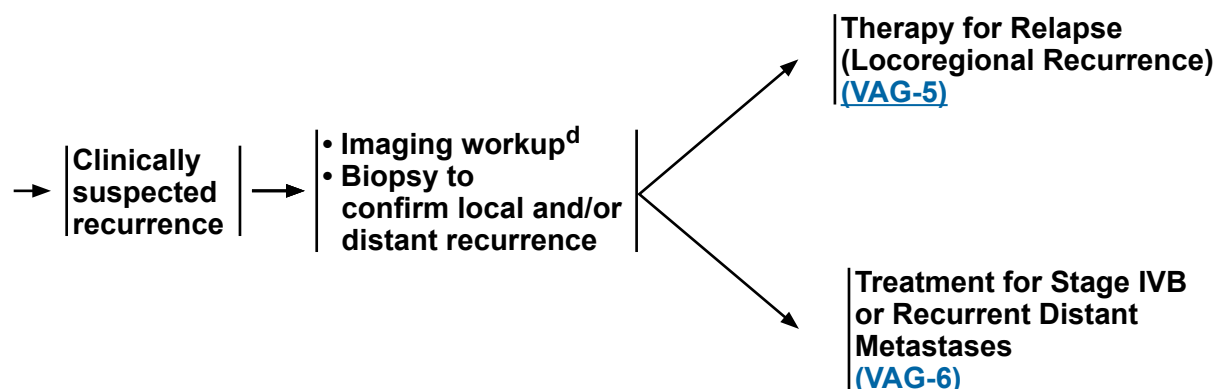 Clinically
suspected
recurrence
• Imaging workupd
• Biopsy to
confirm local and/or
distant recurrence
Therapy for Relapse
(Locoregional Recurrence)
(VAG-5)
Treatment for Stage IVB
or Recurrent Distant
Metastases
(VAG-6)